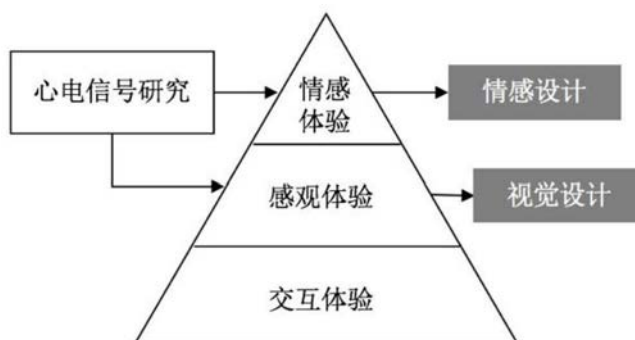 心电信号研究
情感
体验
情感设计
感观体验
视觉设计
交互体验